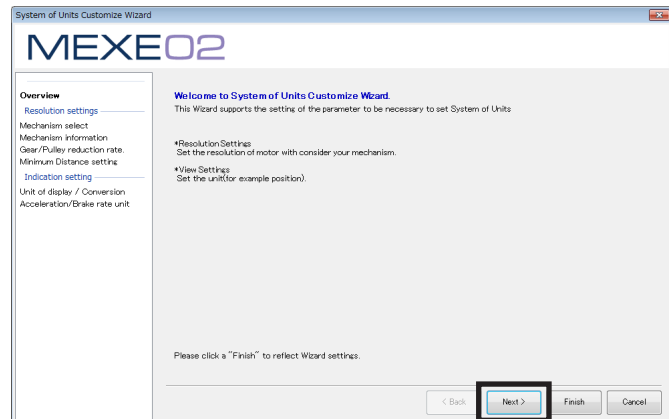 System of Units Customize Wizard
MEXE02
Overview
Resolution settings
Mechanism select
Mechanism information
Gear/Pulley reduction rate.
Minimum Distance setting
Indication setting
Unit of display / Conversion
Acceleration/Brake rate unit
Welcome to System of Units Customize Wizard.
This Wizard supports the setting of the parameter to be necessary to set System of Units
*Resolution Settings
Set the resolution of motor with consider your mechanism.
*View Settings
Set the unit(for example position).
Please click a "Finish" to reflect Wizard settings.
< Back
Next >
Finish
Cancel